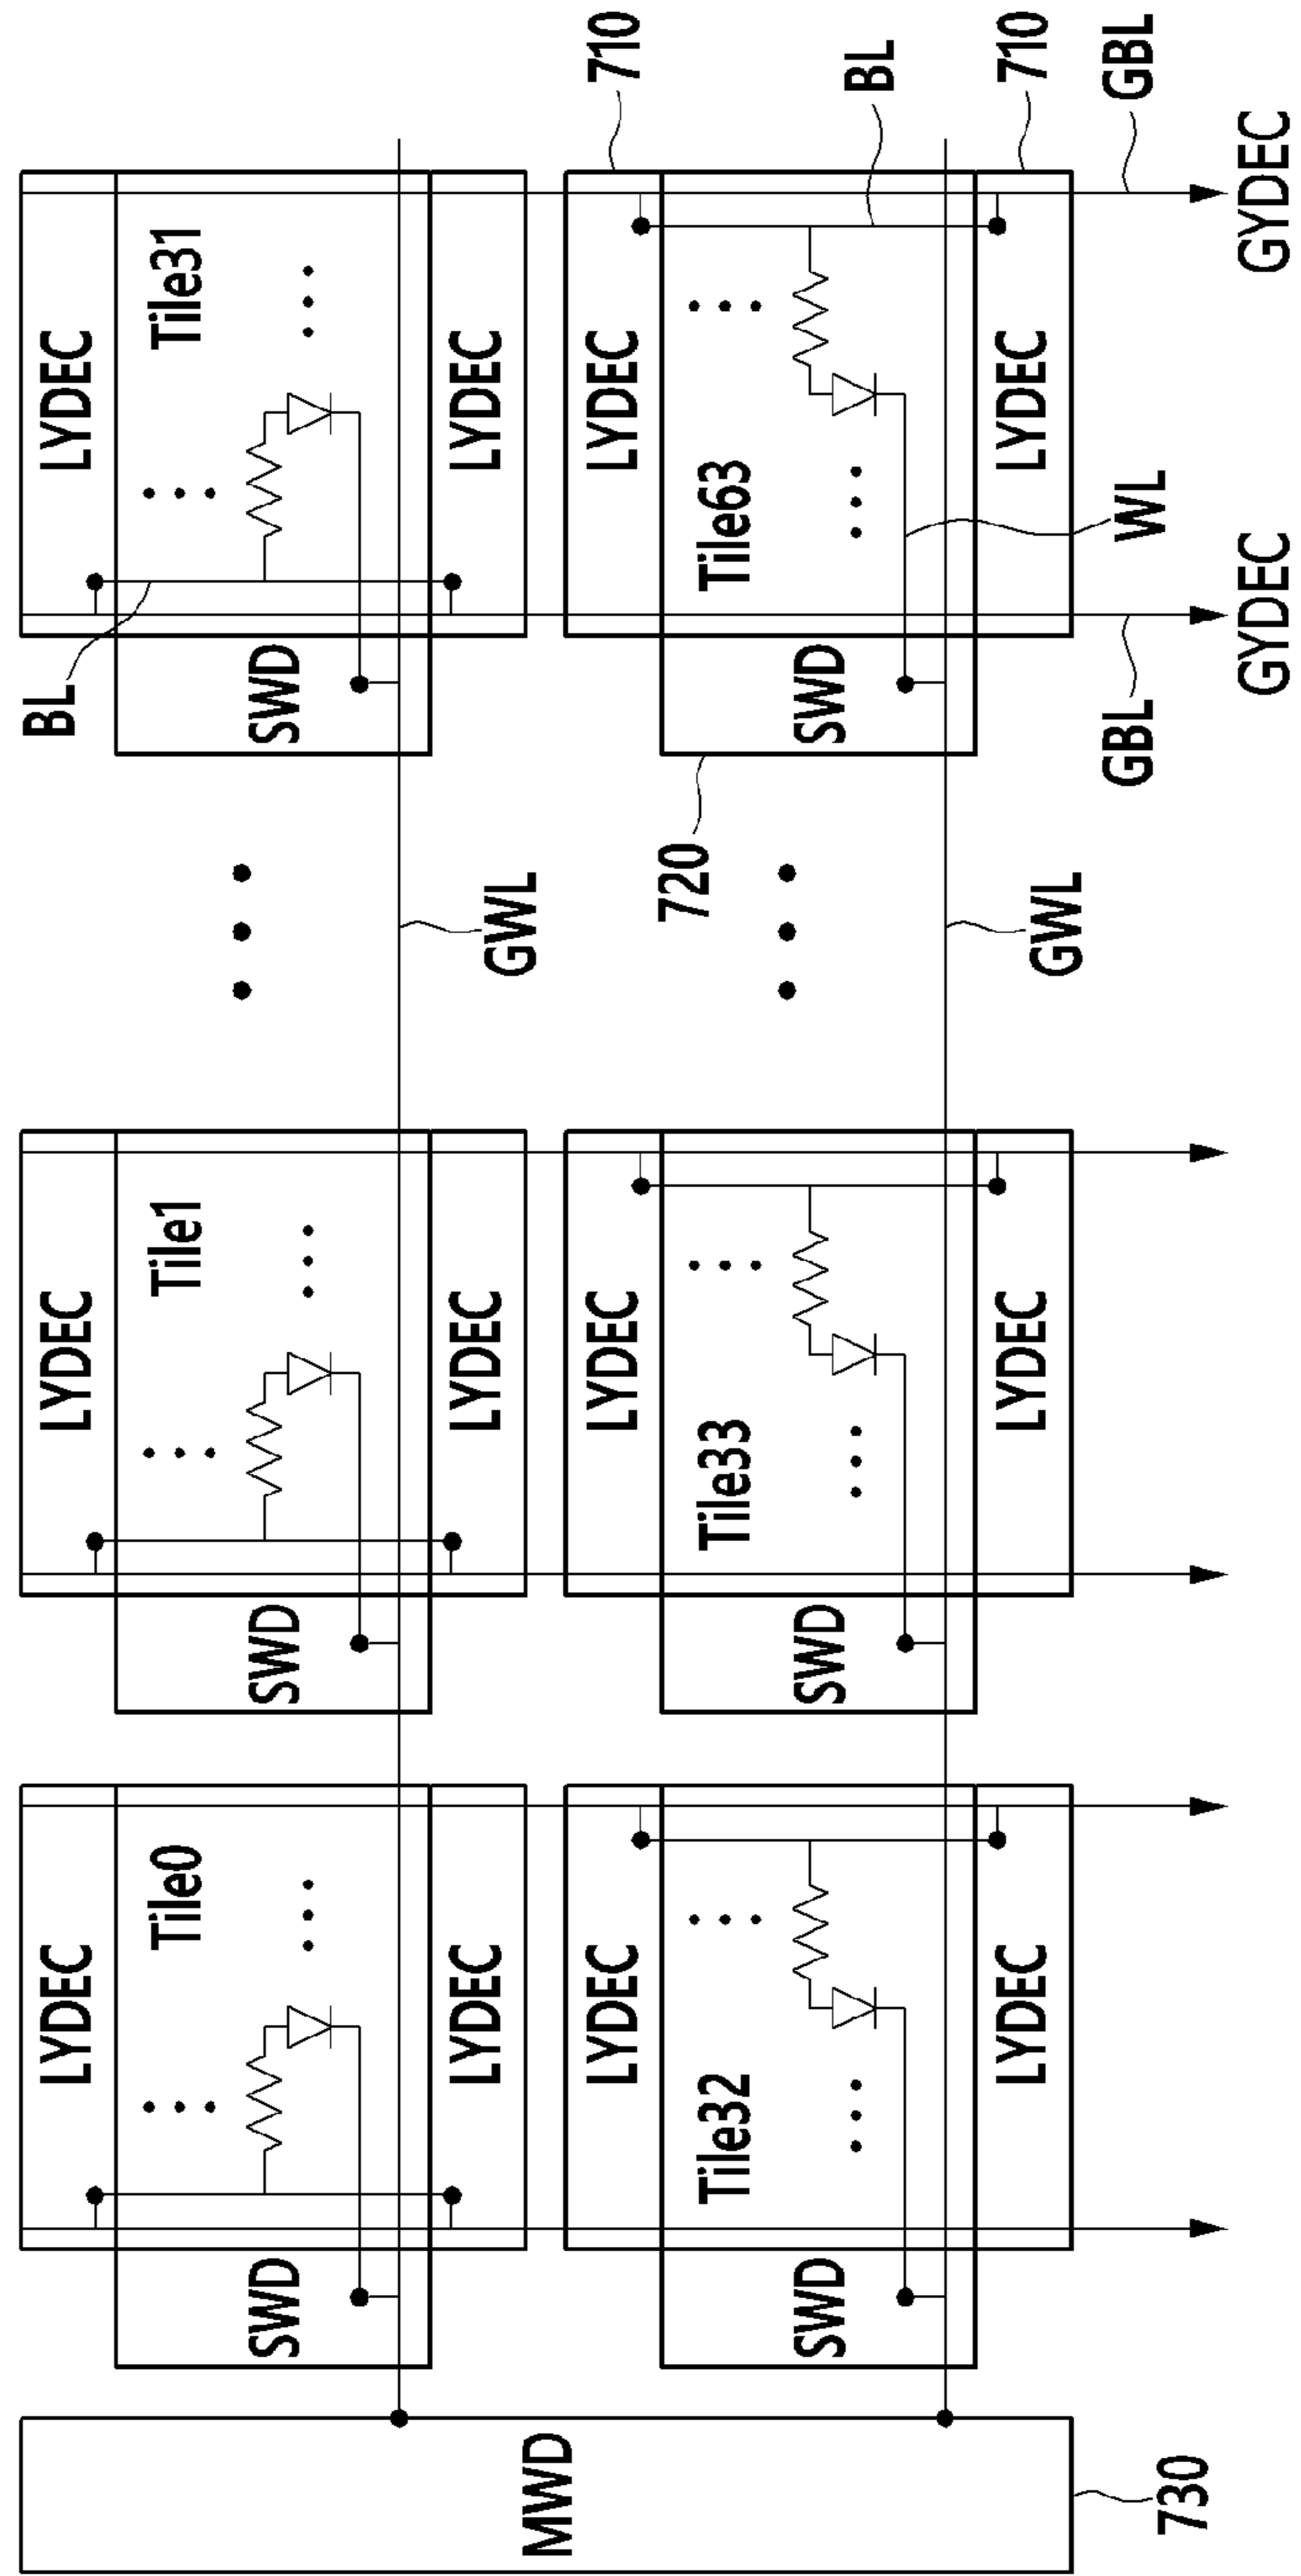 BL
LYDEC LYDEC LYDEC
Tile0 Tile1 Tile31
SWD SWD SWD
LYDEC LYDEC LYDEC
GWL
MWD
LYDEC LYDEC LYDEC 710
720
Tile32 Tile33 Tile63
SWD SWD SWD
BL
LYDEC LYDEC LYDEC 710
GWL
GBL WL GBL
730
GYDEC GYDEC